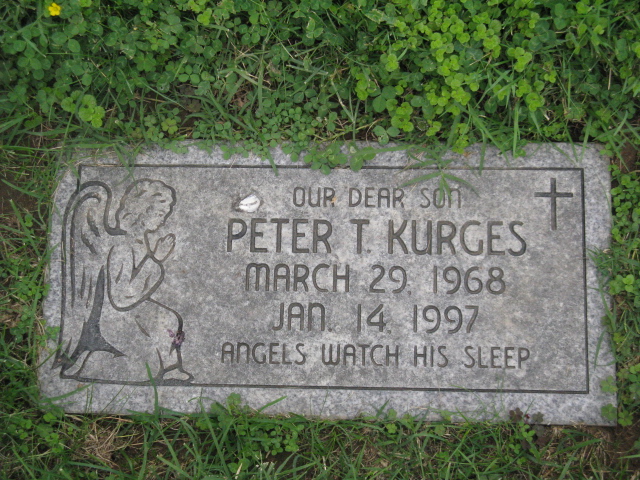 OUR DEAR SON
PETER T. KURGES
MARCH 29, 1968
JAN. 14, 1997
ANGELS WATCH HIS SLEEP